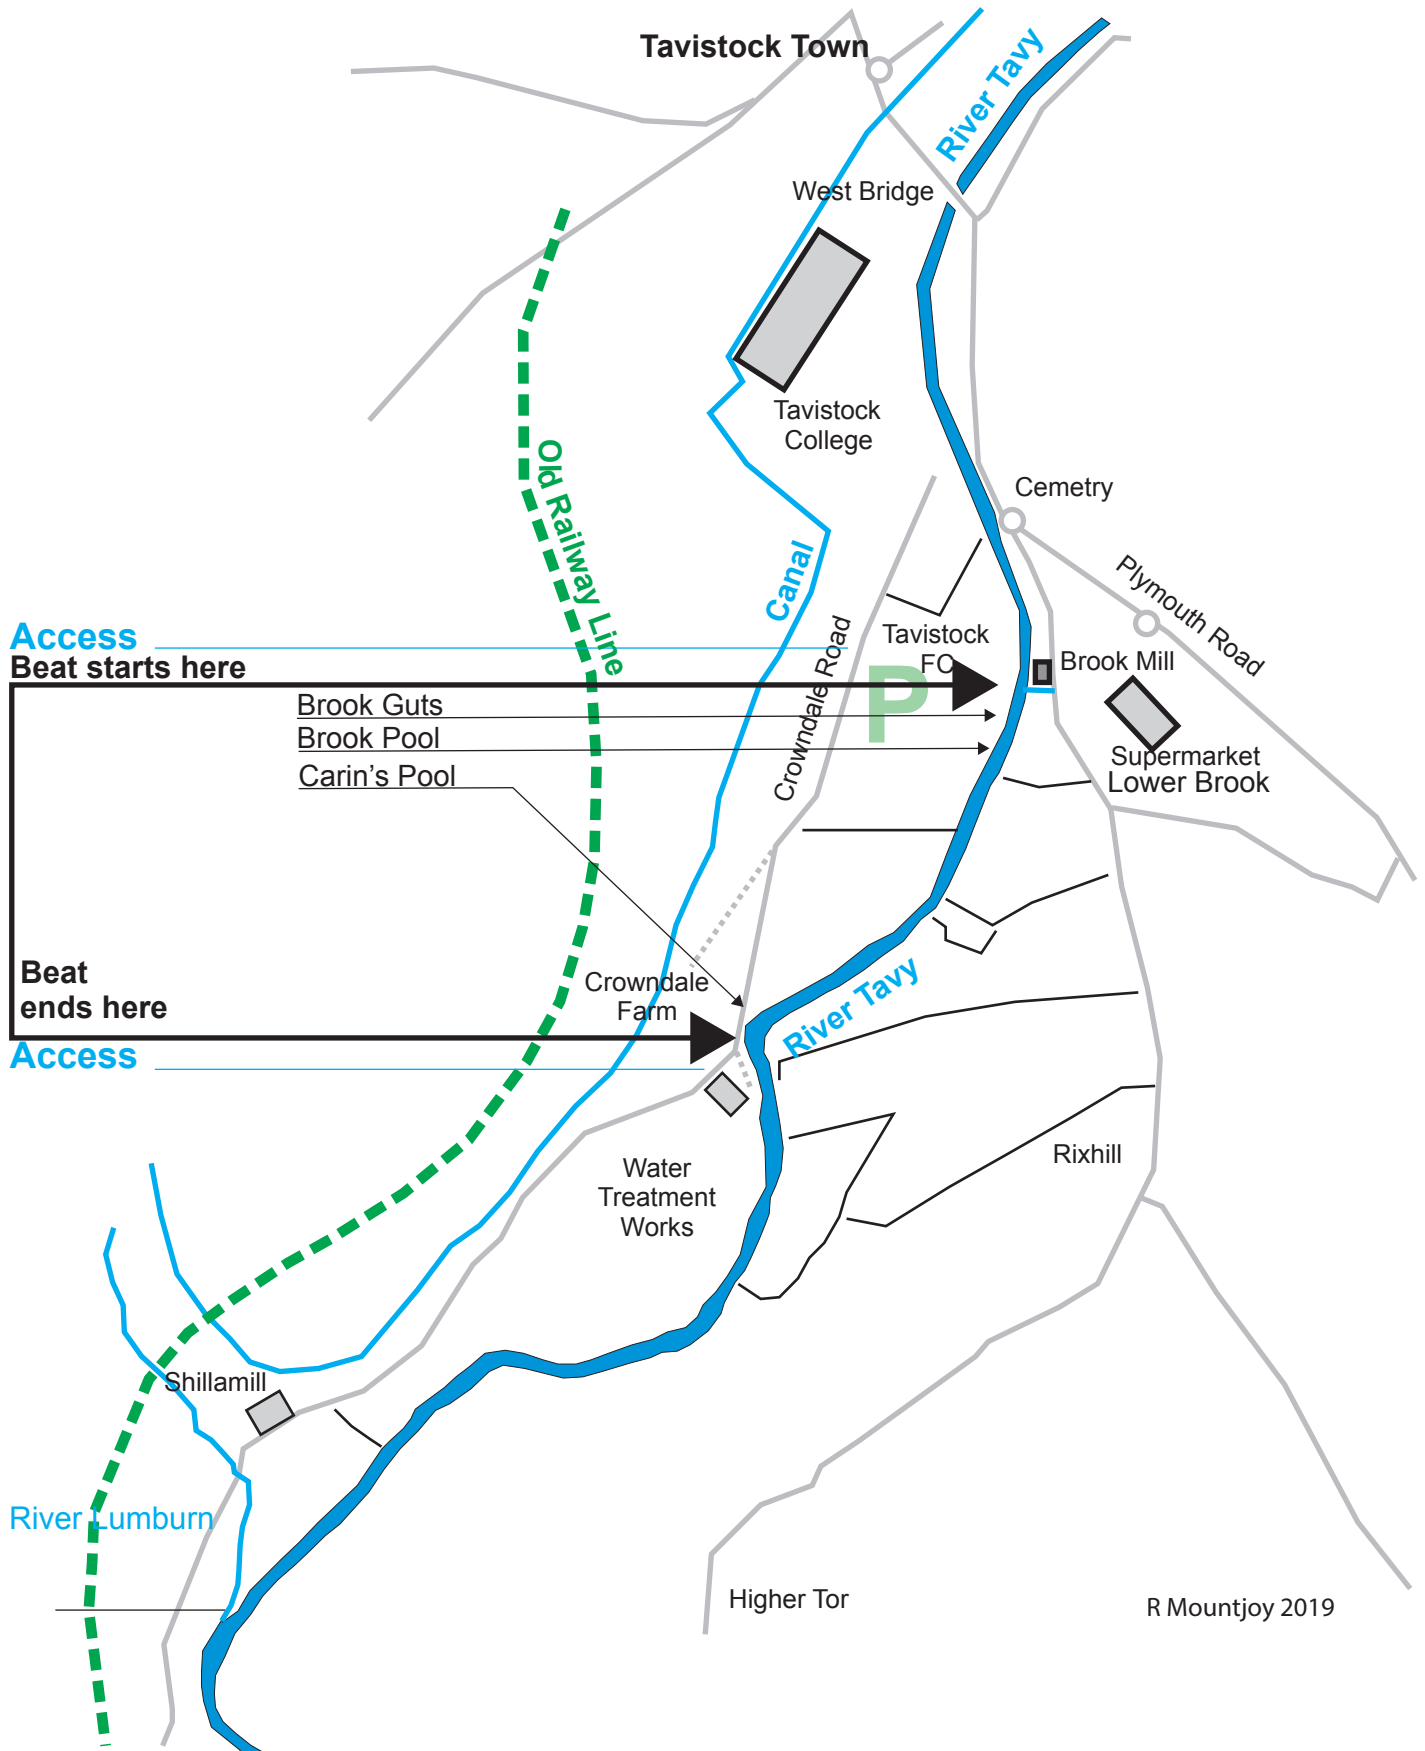 Tavistock Town
River Tavy
West Bridge
Tavistock
College
Old Railway Line
Cemetry
Canal
Plymouth Road
Crowndale Road
Tavistock
FC
Access
Beat starts here
P
Brook Mill
Brook Guts
Brook Pool
Carin's Pool
Supermarket
Lower Brook
Beat
ends here
Crowndale
Farm
River Tavy
Access
Rixhill
Water
Treatment
Works
Shillamill
River Lumburn
Higher Tor
R Mountjoy 2019